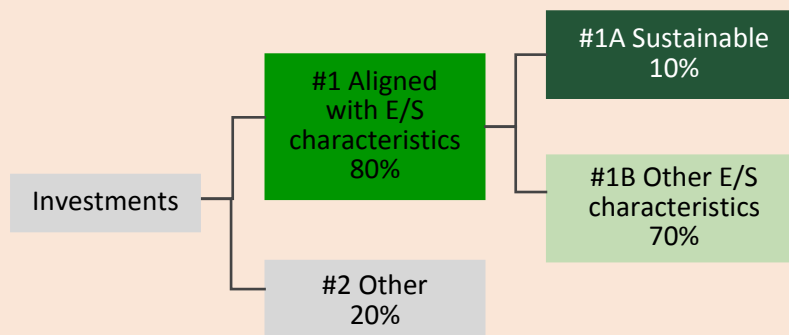 Investments
#1 Aligned
with E/S
characteristics
80%
#2 Other
20%
#1A Sustainable
10%
#1B Other E/S
characteristics
70%